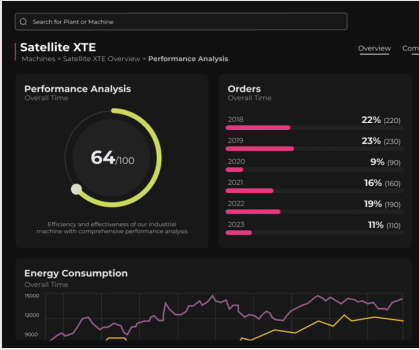 Search for Plant or Machine
Satellite XTE
Machines > Satellite XTE Overview > Performance Analysis
Overview Com
Performance Analysis
Overall Time
64/100
Efficiency and effectiveness of our industrial
machine with comprehensive performance analysis
Orders
Overall Time
2018 22% (220)
2019 23% (230)
2020 9% (90)
2021 16% (160)
2022 19% (190)
2023 11% (110)
Energy Consumption
Overall Time
15000
12000
9000